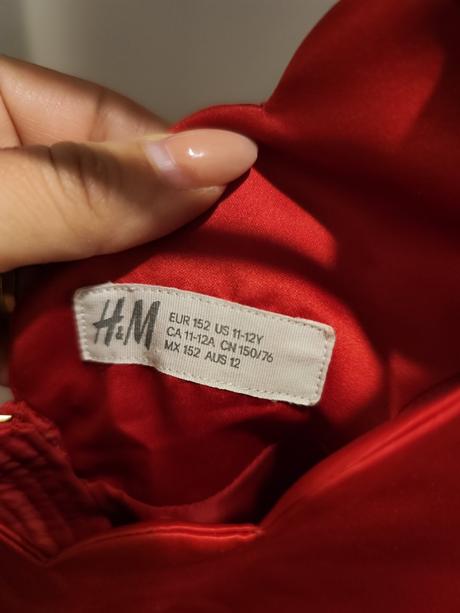 H&M
EUR 152 US 11-12Y
CA 11-12A CN 150/76
MX 152 AUS 12